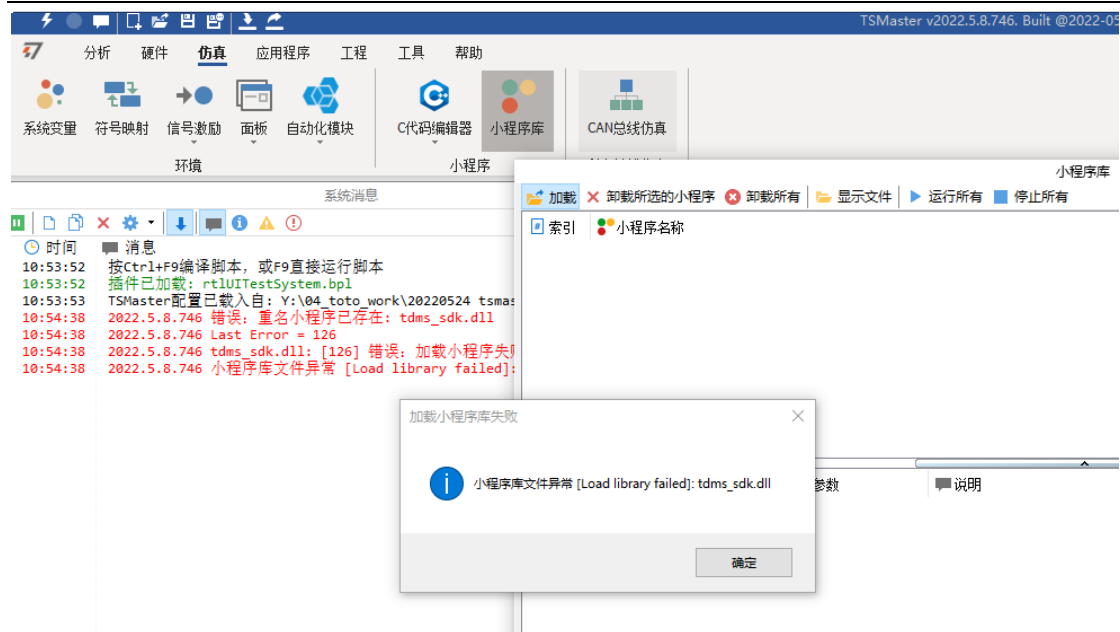 TSMaster v2022.5.8.746. Built @2022-05
分析 硬件 仿真 应用程序 工程 工具 帮助
系统变量 符号映射 信号激励 面板 自动化模块 C代码编辑器 小程序库 CAN总线仿真
环境 小程序
小程序库
系统消息
加载 卸载所选的小程序 卸载所有 显示文件 运行所有 停止所有
索引 小程序名称
时间 消息
10:53:52 按Ctrl+F9编译脚本, 或F9直接运行脚本
10:53:52 插件已加载: rtlUITestSystem.bpl
10:53:53 TSMaster配置已载入自: Y:\04_toto_work\20220524 tsmas
10:54:38 2022.5.8.746 错误: 重名小程序已存在: tdms_sdk.dll
10:54:38 2022.5.8.746 Last Error = 126
10:54:38 2022.5.8.746 tdms_sdk.dll: [126] 错误: 加载小程序失败
10:54:38 2022.5.8.746 小程序库文件异常 [Load library failed]:
加载小程序库失败
小程序库文件异常 [Load library failed]: tdms_sdk.dll
参数 说明
确定